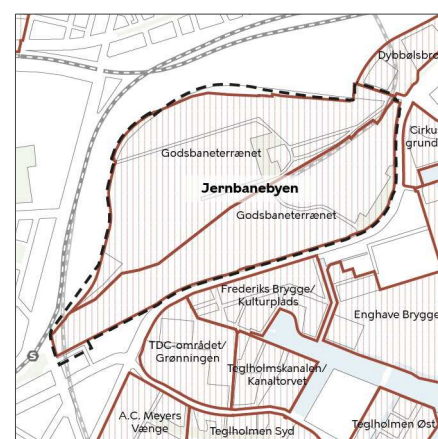 Dybbølsbro
Cirku
grund
Godsbaneterrænet
Jernbanebyen
Godsbaneterrænet
Frederiks Brygge/
Kulturplads
Enghave Brygge
TDC-området/
Grønningen
Teglholmskanalen/
Kanaltorvet
S
A.C. Meyers
Vænge
Teglholmen Syd
Teglholmen Øst